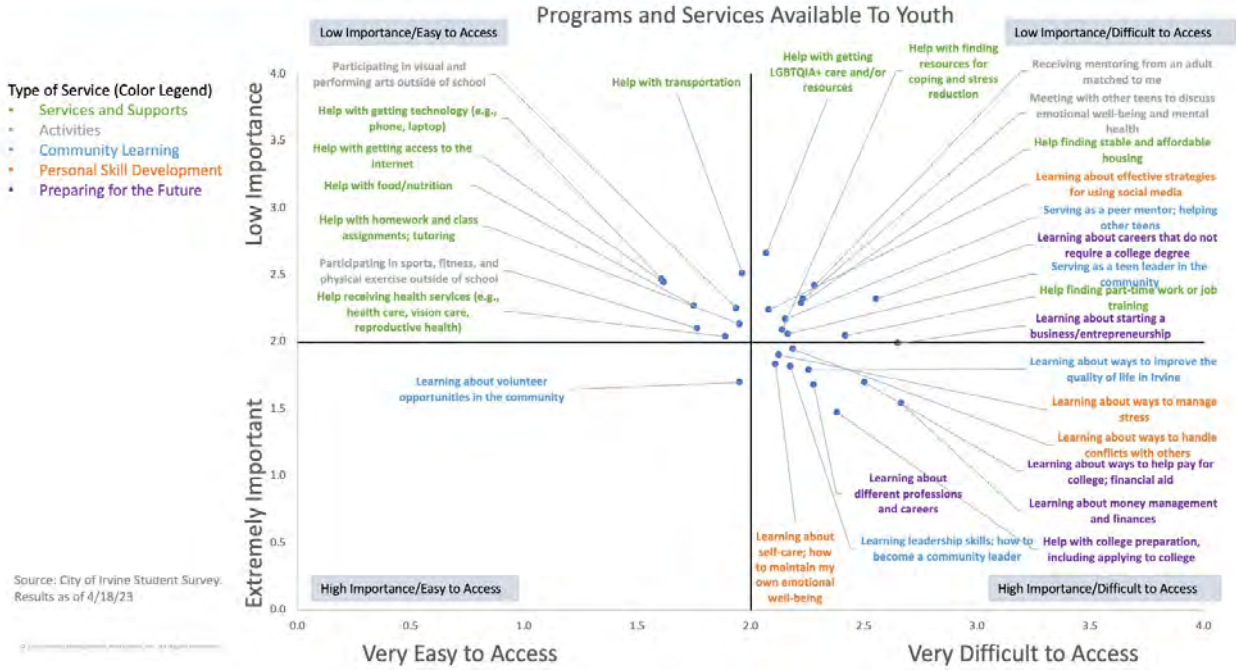 Programs and Services Available To Youth
Low Importance/Easy to Access
Low Importance/Difficult to Access
Type of Service (Color Legend)
Services and Supports
Activities
Community Learning
Personal Skill Development
Preparing for the Future
Low Importance
Extremely Important
4.0
3.5
3.0
2.5
2.0
1.5
1.0
0.5
0.0
Participating in visual and
performing arts outside of school
Help with getting technology (e.g.,
phone, laptop)
Help with getting access to the
internet
Help with food/nutrition
Help with homework and class
assignments; tutoring
Participating in sports, fitness, and
physical exercise outside of school
Help receiving health services (e.g.,
health care, vision care,
reproductive health)
Help with transportation
Help with getting
LGBTQIA+ care and/or
resources
Help with finding
resources for
coping and stress
reduction
Receiving mentoring from an adult
matched to me
Meeting with other teens to discuss
emotional well-being and mental
health
Help finding stable and affordable
housing
Learning about effective strategies
for using social media
Serving as a peer mentor; helping
other teens
Learning about careers that do not
require a college degree
Serving as a teen leader in the
community
Help finding part-time work or job
training
Learning about starting a
business/entrepreneurship
Learning about volunteer
opportunities in the community
Learning about ways to improve the
quality of life in Irvine
Learning about ways to manage
stress
Learning about ways to handle
conflicts with others
Learning about ways to help pay for
college; financial aid
Learning about money management
and finances
Help with college preparation,
including applying to college
Learning about
different professions
and careers
Learning leadership skills; how to
become a community leader
Learning about
self-care; how
to maintain my
own emotional
well-being
High Importance/Easy to Access
High Importance/Difficult to Access
0.0 0.5 1.0 1.5 2.0 2.5 3.0 3.5 4.0
Very Easy to Access
Very Difficult to Access
Source: City of Irvine Student Survey.
Results as of 4/18/23